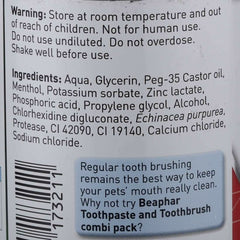 Warning: Store at room temperature and out
of reach of children. Not for human use.
Do not use undiluted. Do not overdose.
Shake well before use.
Ingredients: Aqua, Glycerin, Peg-35 Castor oil,
Menthol, Potassium sorbate, Zinc lactate,
Phosphoric acid, Propylene glycol, Alcohol,
Chlorhexidine digluconate, Echinacea purpurea,
Protease, CI 42090, CI 19140, Calcium chloride,
Sodium chloride.
173211
Regular tooth brushing
remains the best way to keep
your pets' mouth really clean.
Why not try Beaphar
Toothpaste and Toothbrush
combi pack?